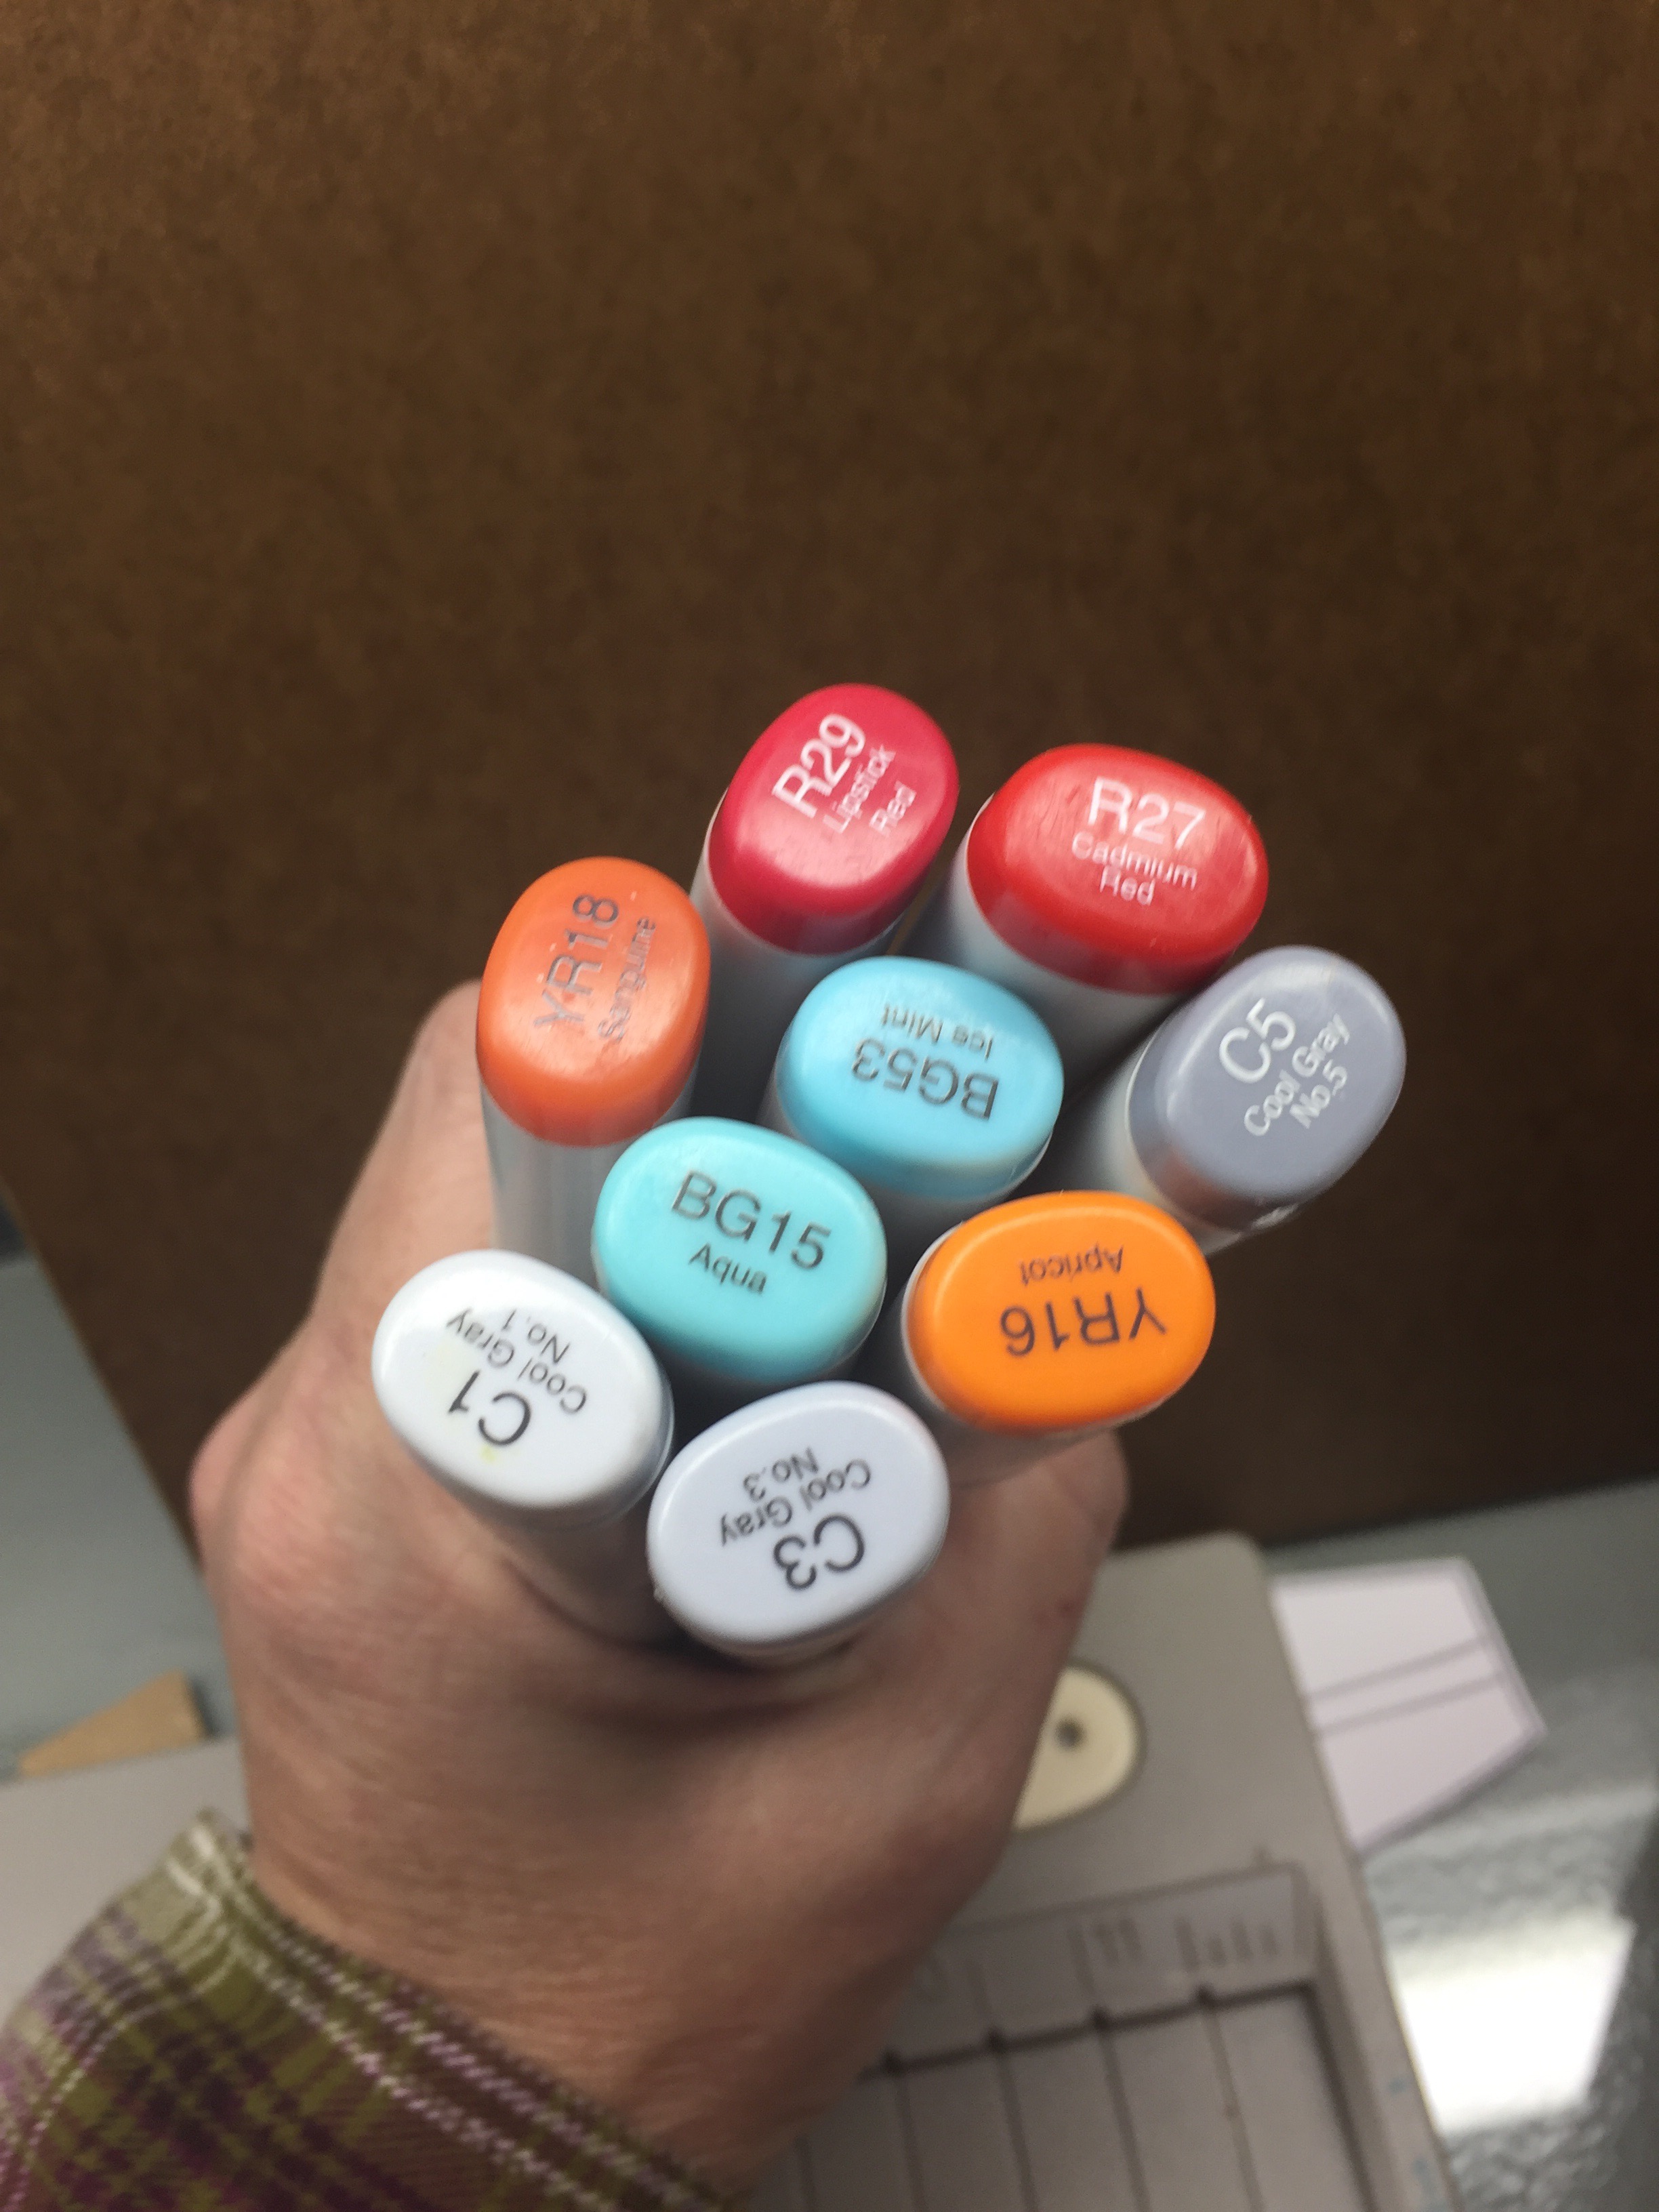 R29
Lipstick
Red
R27
Cadmium
Red
YR18
Sanguine
BG53
Ice Mint
C5
Cool Gray
No.5
BG15
Aqua
YR16
Apricot
C1
Cool Gray
No.1
C3
Cool Gray
No.3